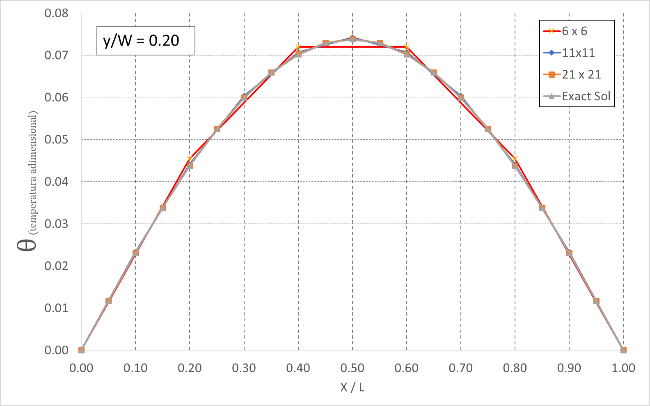 y/W = 0.20
6 x 6
11x11
21 x 21
Exact Sol
0.08
0.07
0.06
0.05
0.04
0.03
0.02
0.01
0.00
θ (temperatura adimensional)
0.00 0.10 0.20 0.30 0.40 0.50 0.60 0.70 0.80 0.90 1.00
X / L